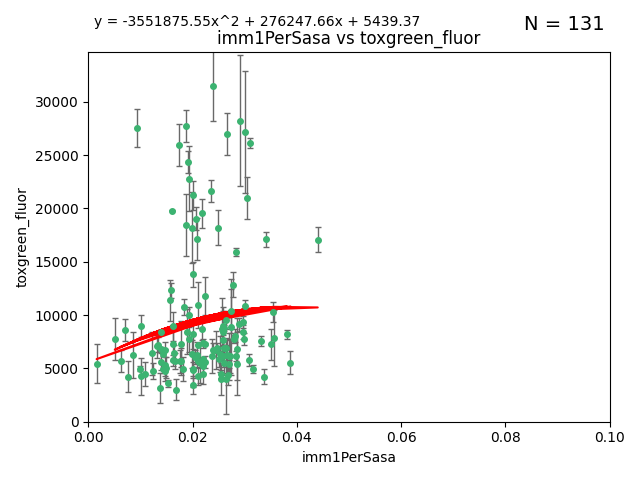 y = -3551875.55x^2 + 276247.66x + 5439.37
N = 131
imm1PerSasa vs toxgreen_fluor
toxgreen_fluor
30000
25000
20000
15000
10000
5000
0
0.00 0.02 0.04 0.06 0.08 0.10
imm1PerSasa